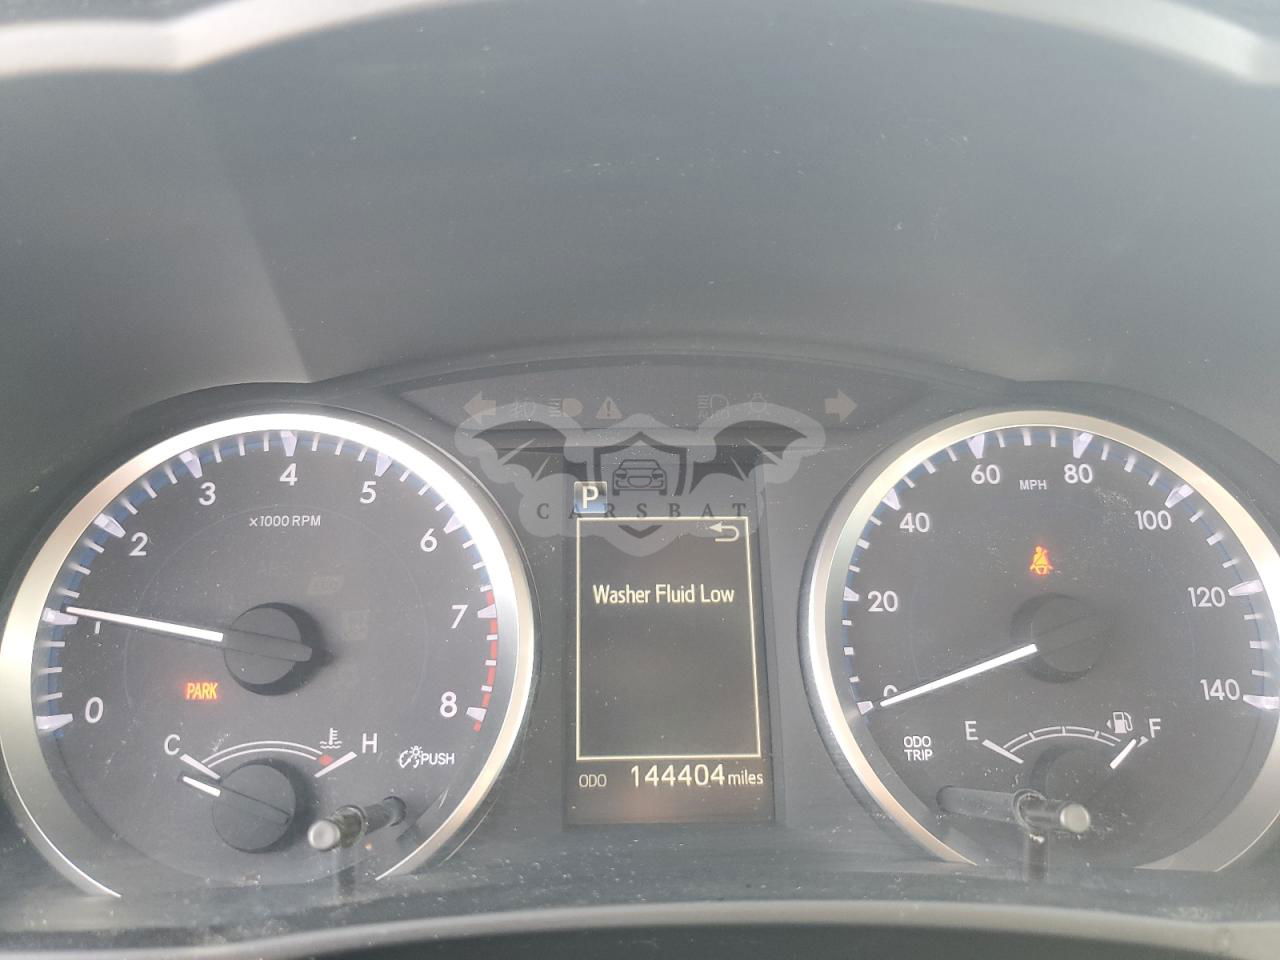 CARSBAT
P
Washer Fluid Low
ODO 144404 miles
0
1
2
3
4
5
6
7
8
x1000 RPM
PARK
C
H
PUSH
0
20
40
60
80
100
120
140
MPH
ODO
TRIP
E
F